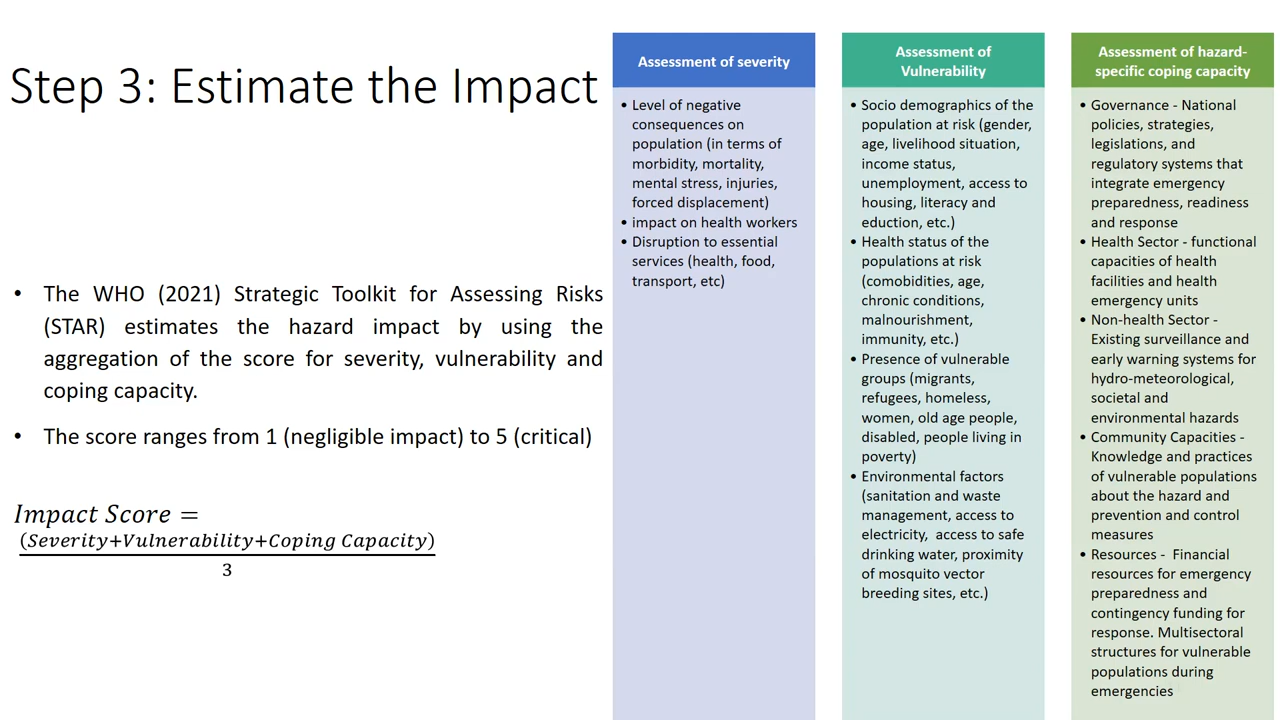 Step 3: Estimate the Impact
• The WHO (2021) Strategic Toolkit for Assessing Risks
(STAR) estimates the hazard impact by using the
aggregation of the score for severity, vulnerability and
coping capacity.
• The score ranges from 1 (negligible impact) to 5 (critical)
Impact Score =
(Severity+Vulnerability+Coping Capacity)
3
Assessment of severity
• Level of negative
consequences on
population (in terms of
morbidity, mortality,
mental stress, injuries,
forced displacement)
• impact on health workers
• Disruption to essential
services (health, food,
transport, etc)
Assessment of
Vulnerability
• Socio demographics of the
population at risk (gender,
age, livelihood situation,
income status,
unemployment, access to
housing, literacy and
eduction, etc.)
• Health status of the
populations at risk
(comobidities, age,
chronic conditions,
malnourishment,
immunity, etc.)
• Presence of vulnerable
groups (migrants,
refugees, homeless,
women, old age people,
disabled, people living in
poverty)
• Environmental factors
(sanitation and waste
management, access to
electricity, access to safe
drinking water, proximity
of mosquito vector
breeding sites, etc.)
Assessment of hazard-
specific coping capacity
• Governance - National
policies, strategies,
legislations, and
regulatory systems that
integrate emergency
preparedness, readiness
and response
• Health Sector - functional
capacities of health
facilities and health
emergency units
• Non-health Sector -
Existing surveillance and
early warning systems for
hydro-meteorological,
societal and
environmental hazards
• Community Capacities -
Knowledge and practices
of vulnerable populations
about the hazard and
prevention and control
measures
• Resources - Financial
resources for emergency
preparedness and
contingency funding for
response. Multisectoral
structures for vulnerable
populations during
emergencies